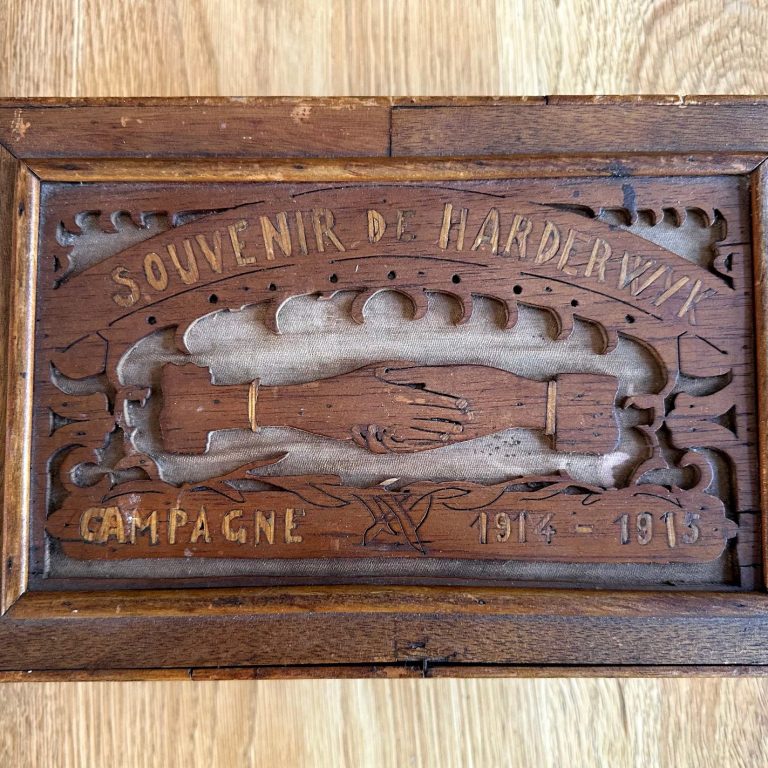 SOUVENIR DE HARDERWYK
CAMPAGNE 1914 - 1915